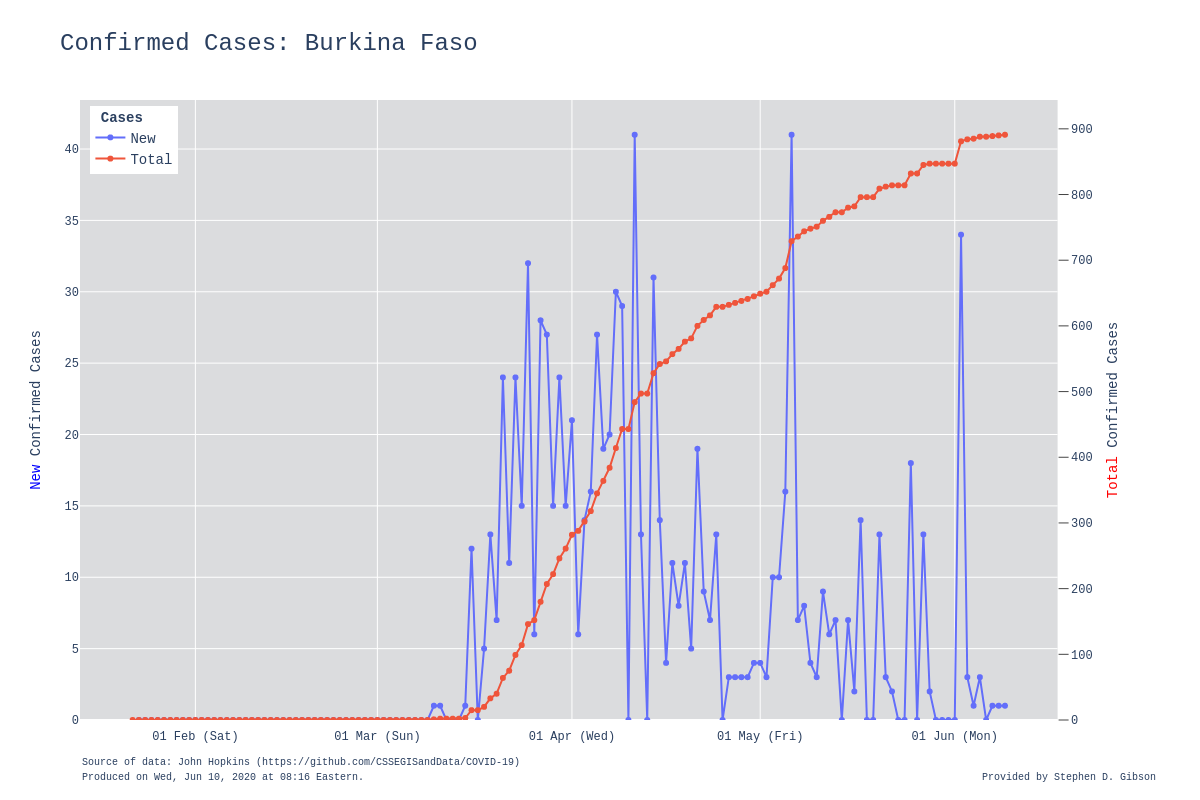 Confirmed Cases: Burkina Faso
Cases
New
Total
40
35
30
25
20
15
10
5
0
900
800
700
600
500
400
300
200
100
0
New Confirmed Cases
Total Confirmed Cases
01 Feb (Sat) 01 Mar (Sun) 01 Apr (Wed) 01 May (Fri) 01 Jun (Mon)
Source of data: John Hopkins (https://github.com/CSSEGISandData/COVID-19)
Produced on Wed, Jun 10, 2020 at 08:16 Eastern.
Provided by Stephen D. Gibson